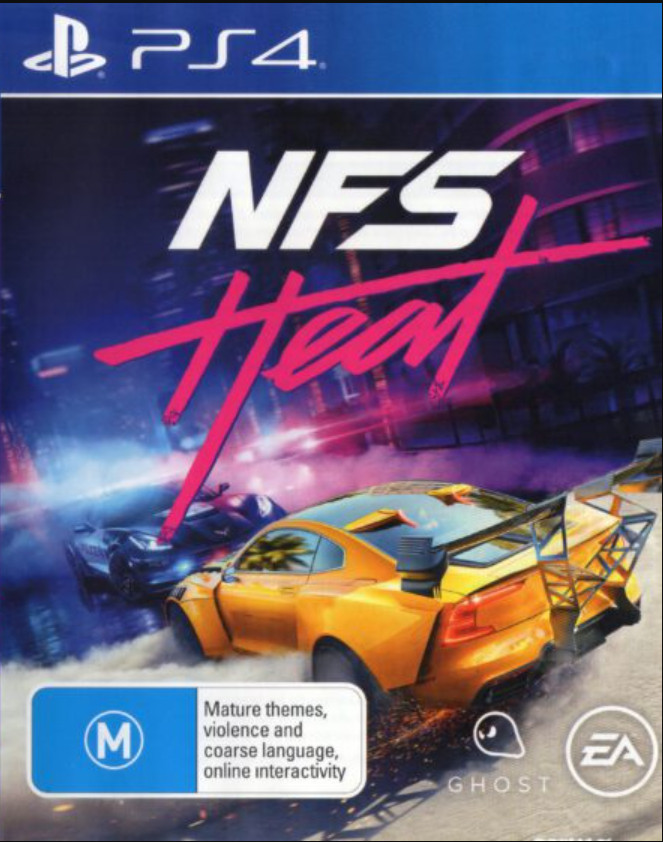 PS4
NFS
Heat
M
Mature themes,
violence and
coarse language,
online interactivity
GHOST
EA